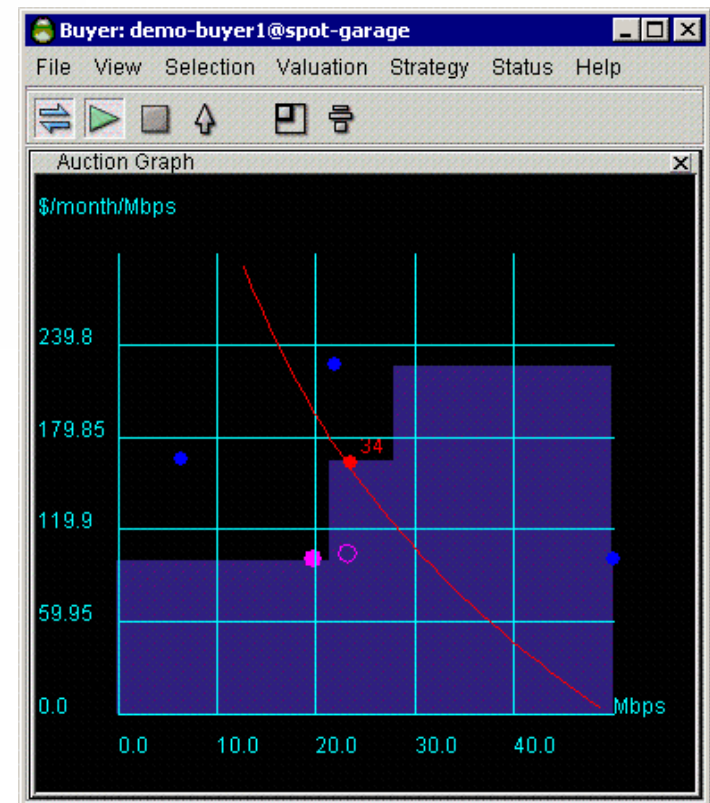 Buyer: demo-buyer1@spot-garage
File View Selection Valuation Strategy Status Help
Auction Graph
$/month/Mbps
239.8
179.85
34
119.9
59.95
0.0
Mbps
0.0 10.0 20.0 30.0 40.0